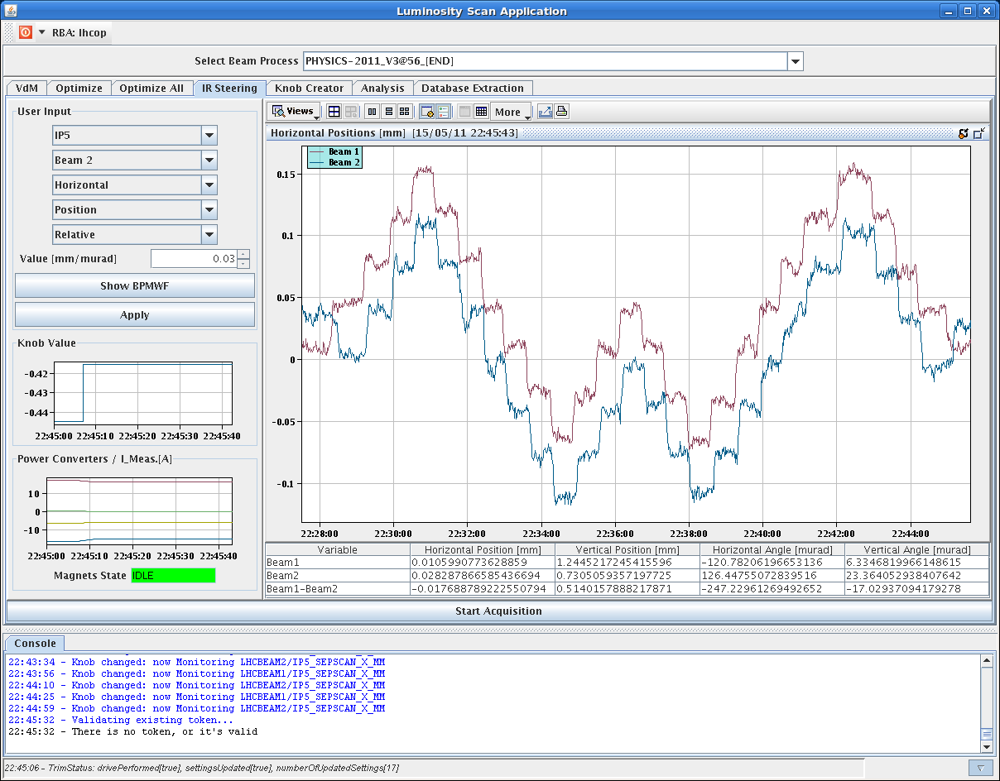 Luminosity Scan Application
RBA: lhcop
Select Beam Process PHYSICS-2011_V3@56_[END]
VdM Optimize Optimize All IR Steering Knob Creator Analysis Database Extraction
User Input
IP5
Beam 2
Horizontal
Position
Relative
Value [mm/murad] 0.03
Show BPMWF
Apply
Knob Value
-0.42
-0.43
-0.44
22:45:00 22:45:10 22:45:20 22:45:30 22:45:40
Power Converters / I_Meas.[A]
10
0
-10
22:45:00 22:45:10 22:45:20 22:45:30 22:45:40
Magnets State IDLE
Views More
Horizontal Positions [mm] [15/05/11 22:45:43]
Beam 1
Beam 2
0.15
0.1
0.05
0
-0.05
-0.1
22:28:00 22:30:00 22:32:00 22:34:00 22:36:00 22:38:00 22:40:00 22:42:00 22:44:00
Variable Horizontal Position [mm] Vertical Position [mm] Horizontal Angle [murad] Vertical Angle [murad]
Beam1 0.0105990773628859 1.2445217245415596 -120.78206196653136 6.3346819966148615
Beam2 0.028287866585436694 0.7305059357197725 126.44755072839516 23.364052938407642
Beam1-Beam2 -0.017688789222550794 0.5140157888217871 -247.22961269492652 -17.02937094179278
Start Acquisition
Console
22:43:34 - Knob changed: now Monitoring LHCBEAM2/IP5_SEPSCAN_X_MM
22:43:56 - Knob changed: now Monitoring LHCBEAM1/IP5_SEPSCAN_X_MM
22:44:10 - Knob changed: now Monitoring LHCBEAM2/IP5_SEPSCAN_X_MM
22:44:25 - Knob changed: now Monitoring LHCBEAM1/IP5_SEPSCAN_X_MM
22:44:59 - Knob changed: now Monitoring LHCBEAM2/IP5_SEPSCAN_X_MM
22:45:32 - Validating existing token...
22:45:32 - There is no token, or it's valid
22:45:06 - TrimStatus: drivePerformed[true], settingsUpdated[true], numberOfUpdatedSettings[17]